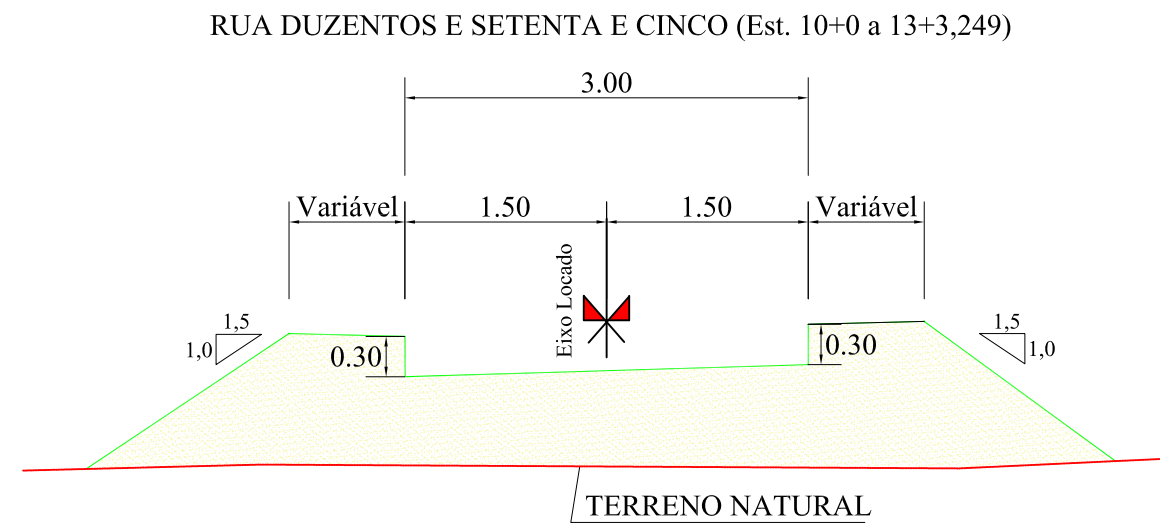 RUA DUZENTOS E SETENTA E CINCO (Est. 10+0 a 13+3,249)
3.00
Variável 1.50 1.50 Variável
Eixo Locado
1,5 1,5
1,0 0.30 0.30 1,0
TERRENO NATURAL